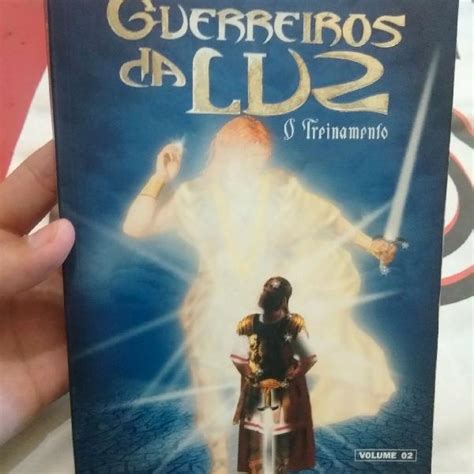 GUERREIROS
DA LUZ
O Treinamento
VOLUME 02